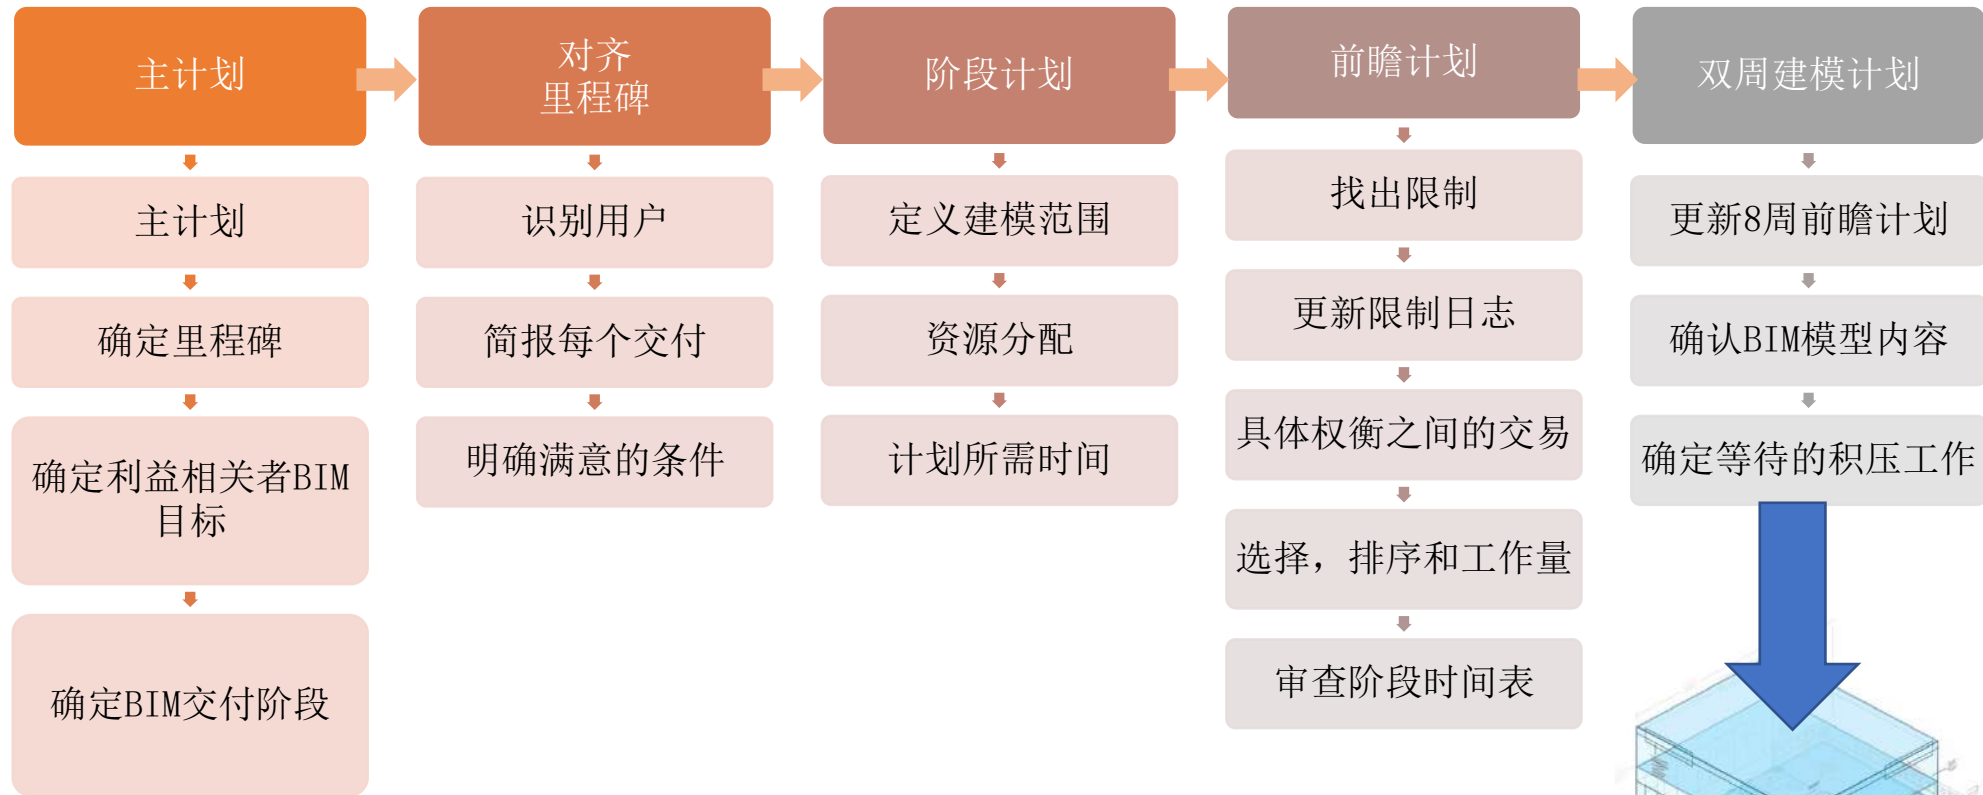 主计划
对齐
里程碑
阶段计划
前瞻计划
双周建模计划
主计划
确定里程碑
确定利益相关者BIM
目标
确定BIM交付阶段
识别用户
简报每个交付
明确满意的条件
定义建模范围
资源分配
计划所需时间
找出限制
更新限制日志
具体权衡之间的交易
选择，排序和工作量
审查阶段时间表
更新8周前瞻计划
确认BIM模型内容
确定等待的积压工作